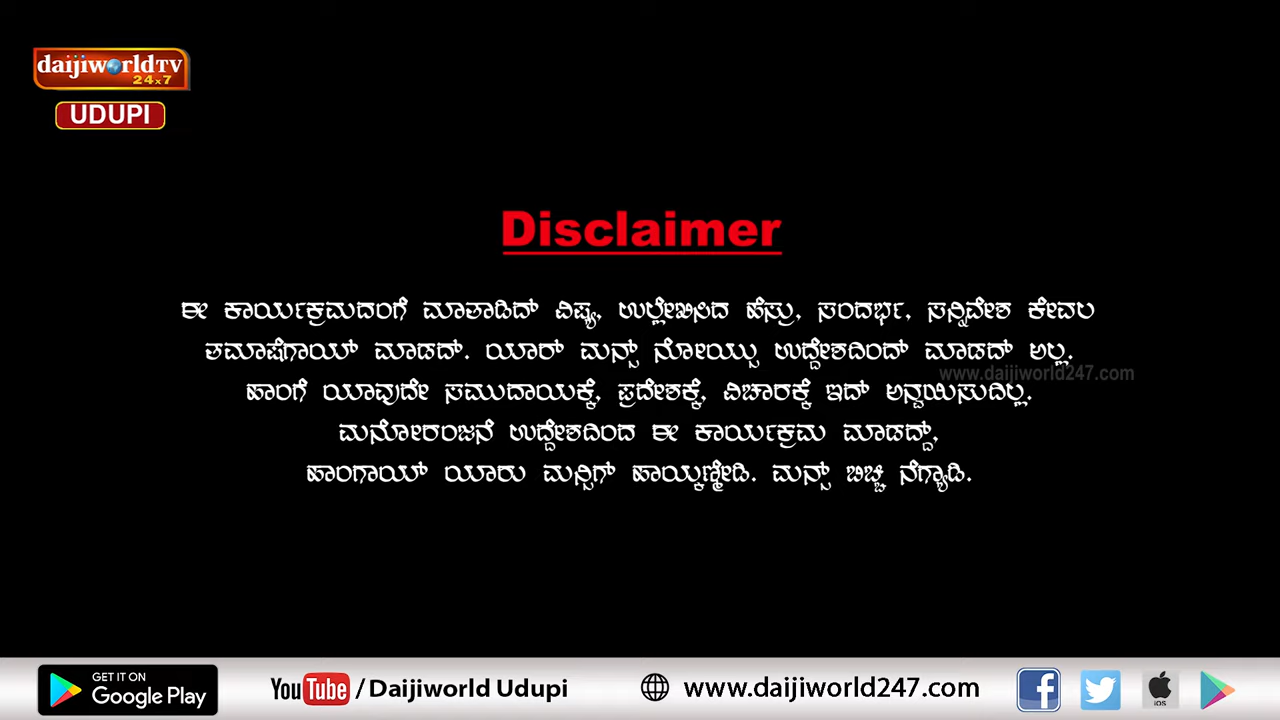 daijiworldTV
24x7
UDUPI
Disclaimer
ಈ ಕಾರ್ಯಕ್ರಮದಂಗೆ ಮಾತಾಡಿದ್ ವಿಷ್ಯ, ಉಲ್ಲೇಖಿಸಿದ ಹೆಸ್ರು, ಸಂದರ್ಭ, ಸನ್ನಿವೇಶ ಕೇವಲ
ತಮಾಷೆಗಾಯ್ ಮಾಡದ್. ಯಾರ್ ಮನ್ಸ್ ನೋಯ್ಸು ಉದ್ದೇಶದಿಂದ್ ಮಾಡದ್ ಅಲ್ಲ.
www.daijiworld247.com
ಹಾಂಗೆ ಯಾವುದೇ ಸಮುದಾಯಕ್ಕೆ, ಪ್ರದೇಶಕ್ಕೆ, ವಿಚಾರಕ್ಕೆ ಇದ್ ಅನ್ವಯಿಸುದಿಲ್ಲ.
ಮನೋರಂಜನೆ ಉದ್ದೇಶದಿಂದ ಈ ಕಾರ್ಯಕ್ರಮ ಮಾಡದ್ದ್,
ಹಾಂಗಾಯ್ ಯಾರು ಮನ್ಸಿಗ್ ಹಾಯ್ಕಣ್ಬೇಡಿ. ಮನ್ಸ್ ಬಿಚ್ಚಿ ನೆಗ್ಯಾಡಿ.
GET IT ON
Google Play
YouTube /Daijiworld Udupi
www.daijiworld247.com
iOS